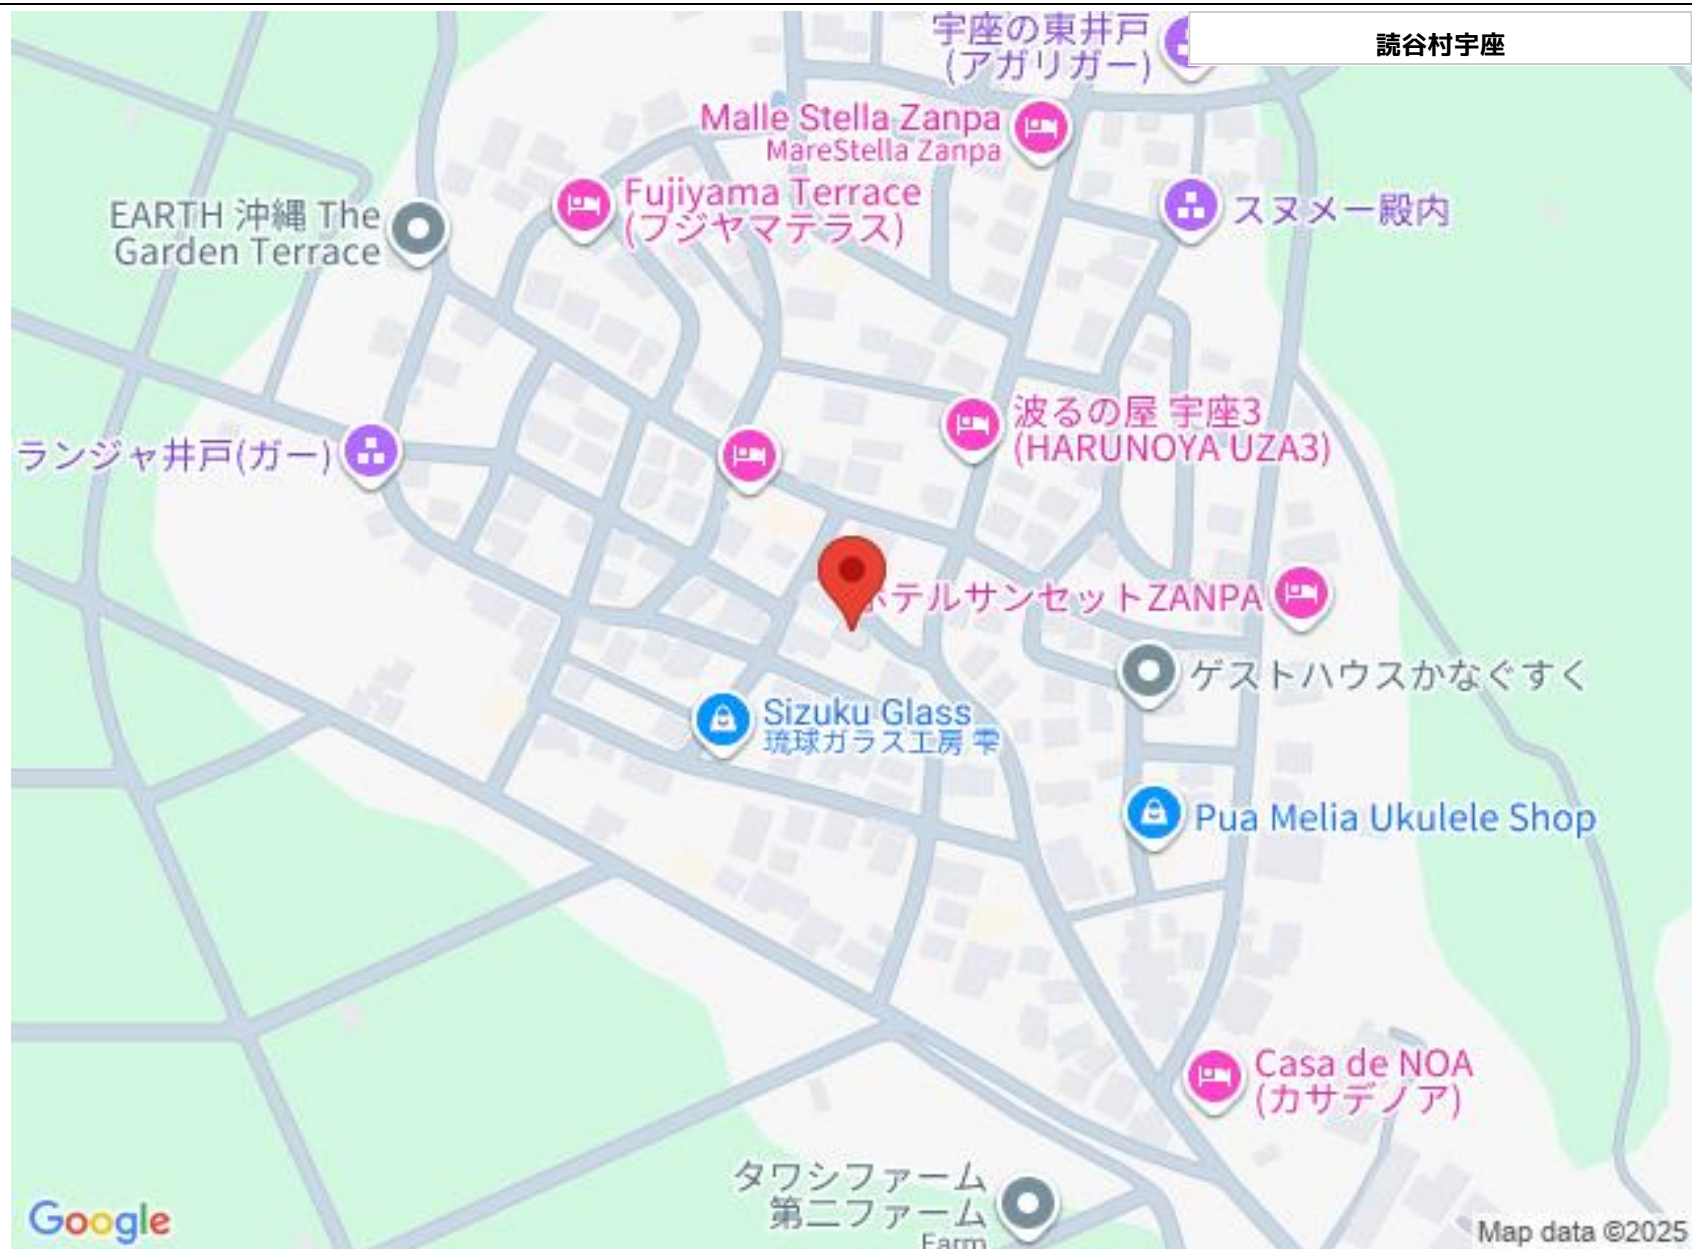 読谷村宇座
宇座の東井戸
(アガリガー)
Malle Stella Zanpa
MareStella Zanpa
Fujiyama Terrace
(フジヤマテラス)
EARTH 沖縄 The
Garden Terrace
スヌメー殿内
波るの屋 宇座3
(HARUNOYA UZA3)
ランジャ井戸(ガー)
ホテルサンセットZANPA
ゲストハウスかなぐすく
Sizuku Glass
琉球ガラス工房 雫
Pua Melia Ukulele Shop
Casa de NOA
(カサデノア)
タワシファーム
第二ファーム
Farm
Google
Map data ©2025